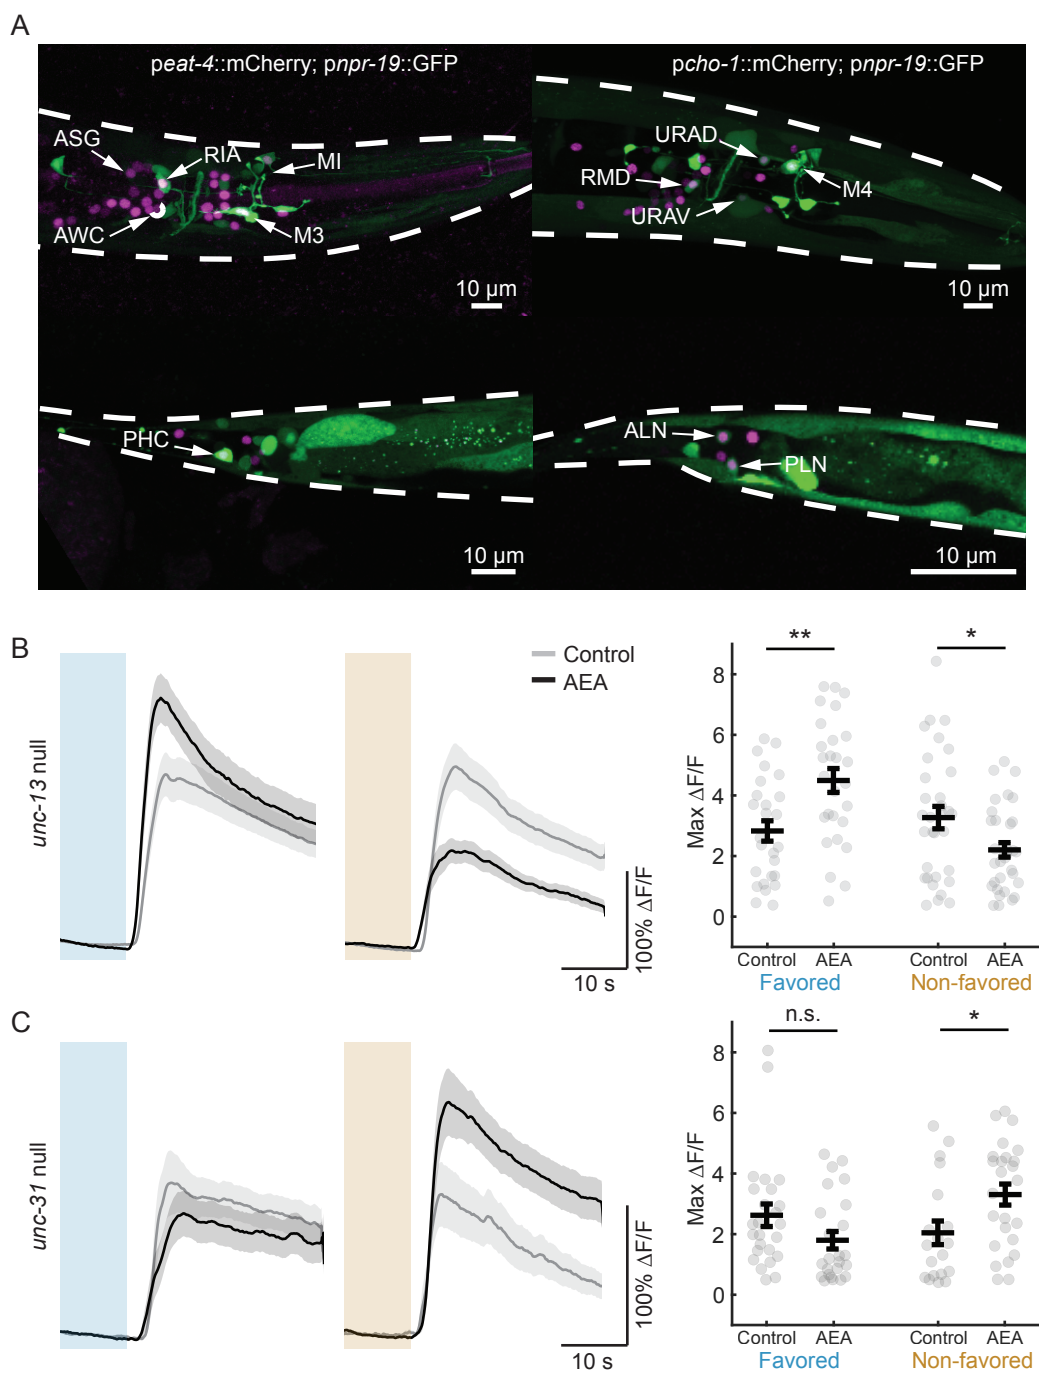 A
peat-4::mCherry; pnpr-19::GFP
pcho-1::mCherry; pnpr-19::GFP
ASG
RIA
MI
AWC
M3
10 µm
URAD
RMD
M4
URAV
10 µm
PHC
10 µm
ALN
PLN
10 µm
B
unc-13 null
Control
AEA
100% ΔF/F
10 s
Max ΔF/F
8
6
4
2
0
**
*
Control AEA Control AEA
Favored Non-favored
C
unc-31 null
100% ΔF/F
10 s
Max ΔF/F
8
6
4
2
0
n.s.
*
Control AEA Control AEA
Favored Non-favored